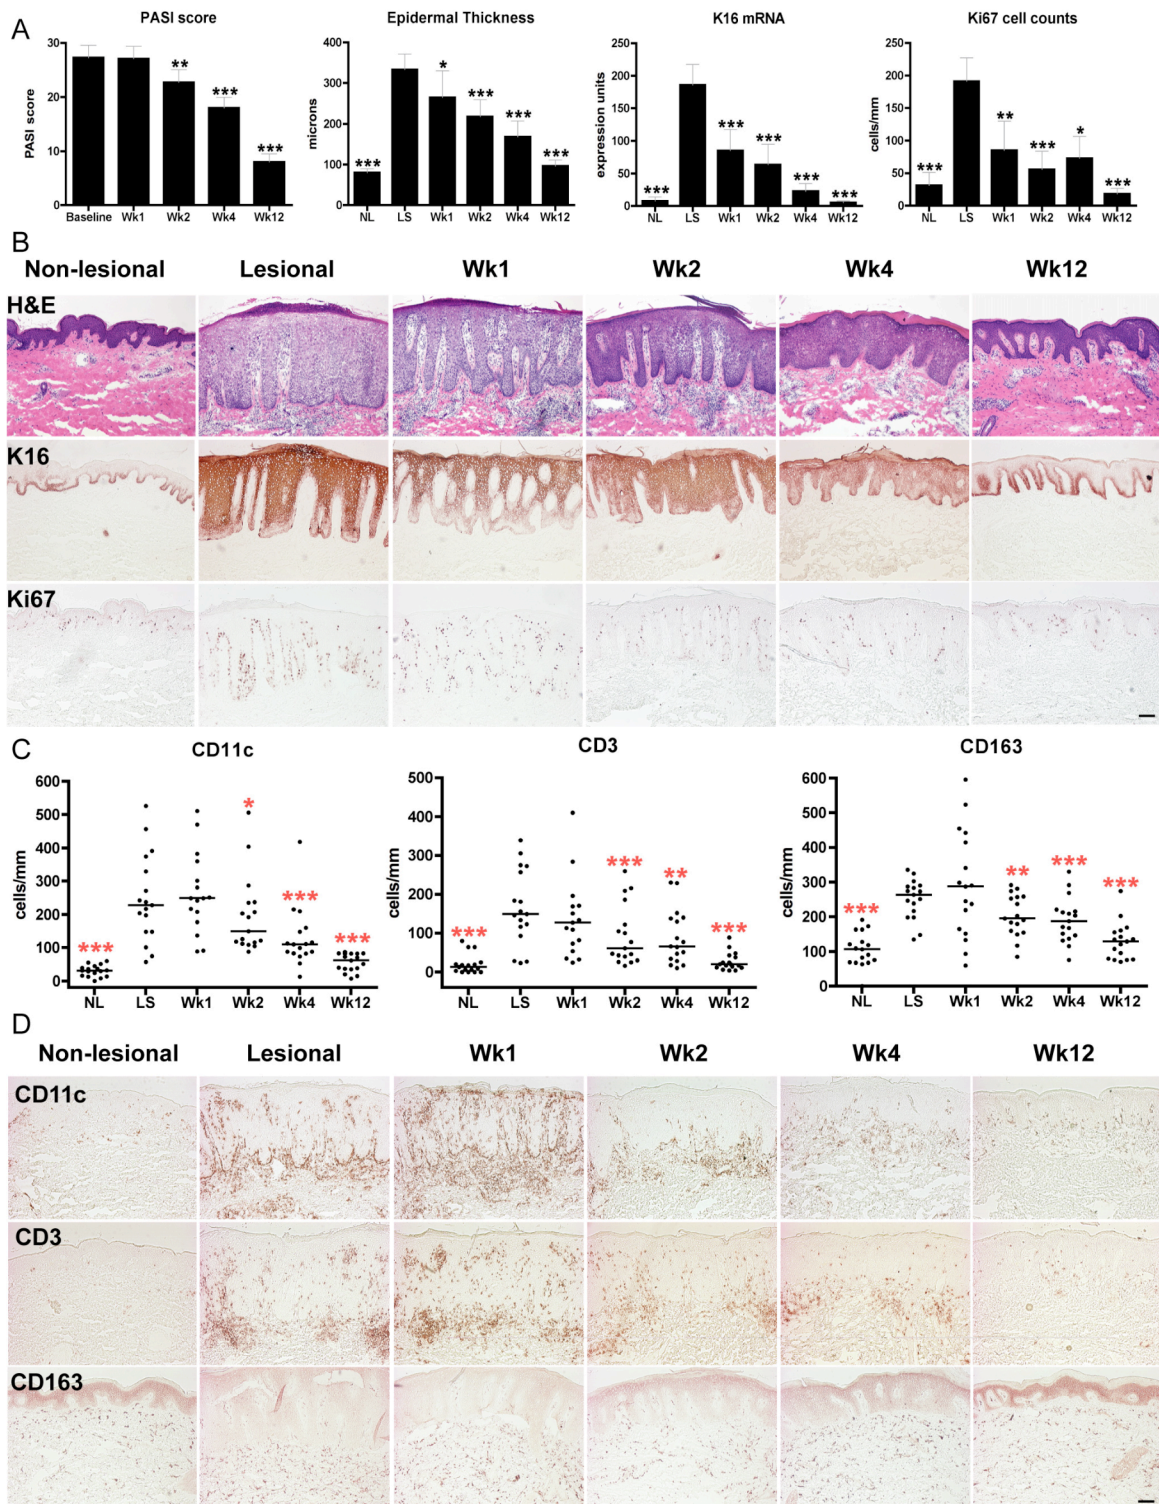 A
PASI score
Epidermal Thickness
K16 mRNA
Ki67 cell counts
PASI score
30
20
10
0
**
***
***
Baseline Wk1 Wk2 Wk4 Wk12
microns
400
300
200
100
0
***
*
***
***
***
NL LS Wk1 Wk2 Wk4 Wk12
expression units
250
200
150
100
50
0
***
***
***
***
***
NL LS Wk1 Wk2 Wk4 Wk12
cells/mm
250
200
150
100
50
0
***
**
***
*
***
NL LS Wk1 Wk2 Wk4 Wk12
B
Non-lesional Lesional Wk1 Wk2 Wk4 Wk12
H&E
K16
Ki67
C
CD11c
CD3
CD163
cells/mm
600
500
400
300
200
100
0
***
*
***
***
NL LS Wk1 Wk2 Wk4 Wk12
cells/mm
500
400
300
200
100
0
***
***
**
***
NL LS Wk1 Wk2 Wk4 Wk12
cells/mm
600
500
400
300
200
100
0
***
**
***
***
NL LS Wk1 Wk2 Wk4 Wk12
D
Non-lesional Lesional Wk1 Wk2 Wk4 Wk12
CD11c
CD3
CD163